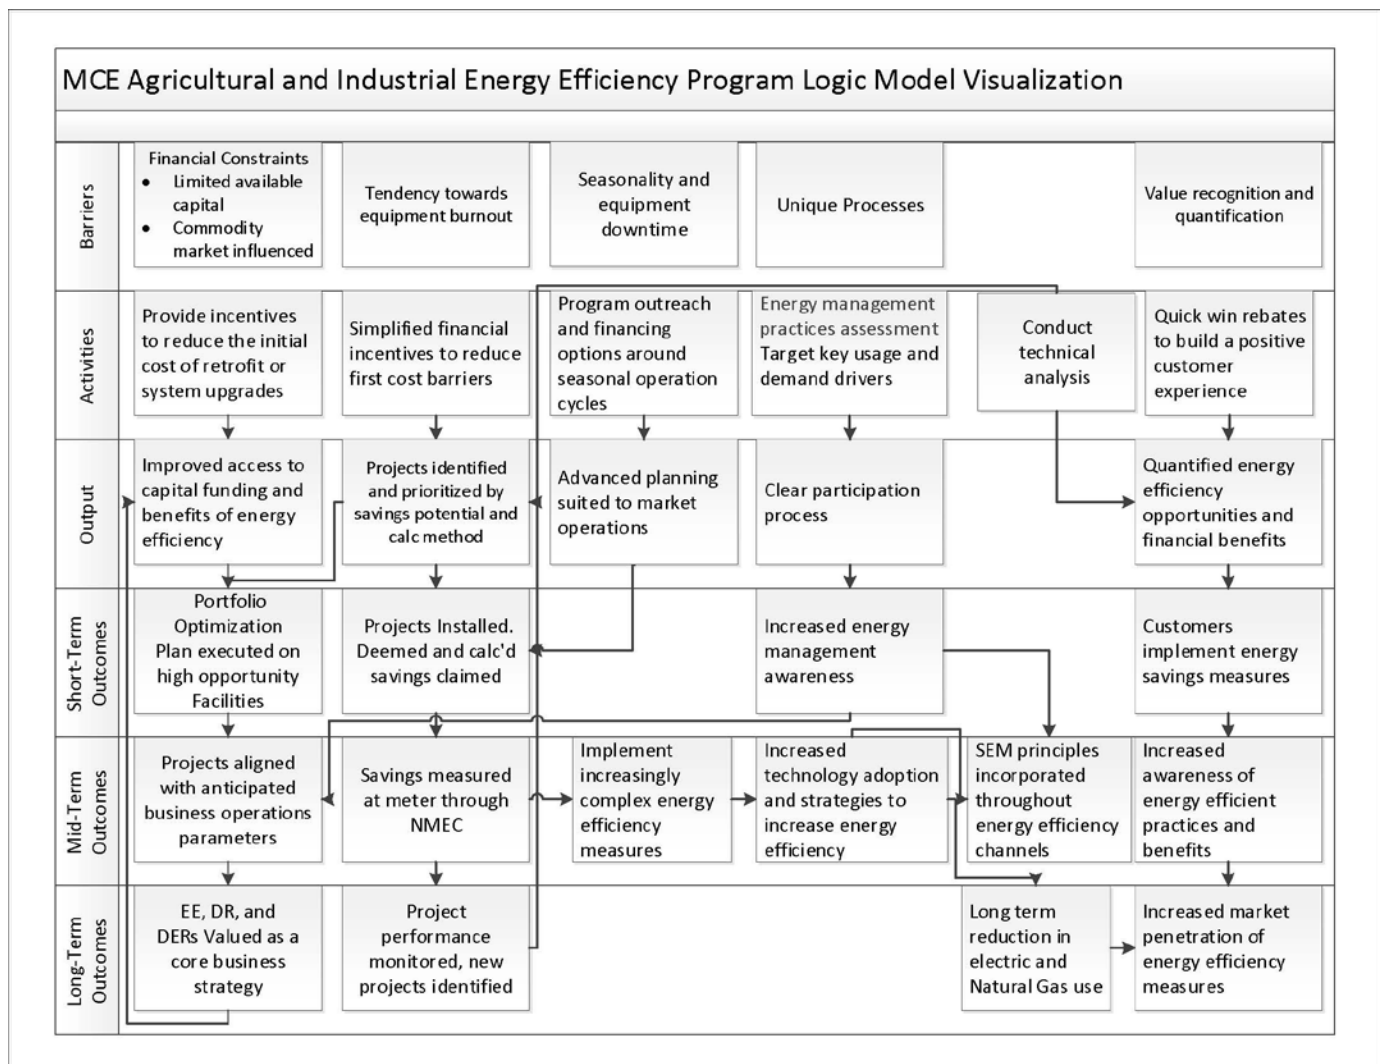 MCE Agricultural and Industrial Energy Efficiency Program Logic Model Visualization
Barriers
Financial Constraints
• Limited available
capital
• Commodity
market influenced
Tendency towards
equipment burnout
Seasonality and
equipment
downtime
Unique Processes
Value recognition and
quantification
Activities
Provide incentives
to reduce the initial
cost of retrofit or
system upgrades
Simplified financial
incentives to reduce
first cost barriers
Program outreach
and financing
options around
seasonal operation
cycles
Energy management
practices assessment
Target key usage and
demand drivers
Conduct
technical
analysis
Quick win rebates
to build a positive
customer
experience
Output
Improved access to
capital funding and
benefits of energy
efficiency
Projects identified
and prioritized by
savings potential and
calc method
Advanced planning
suited to market
operations
Clear participation
process
Quantified energy
efficiency
opportunities and
financial benefits
Short-Term
Outcomes
Portfolio
Optimization
Plan executed on
high opportunity
Facilities
Projects Installed.
Deemed and calc'd
savings claimed
Increased energy
management
awareness
Customers
implement energy
savings measures
Mid-Term
Outcomes
Projects aligned
with anticipated
business operations
parameters
Savings measured
at meter through
NMEC
Implement
increasingly
complex energy
efficiency
measures
Increased
technology adoption
and strategies to
increase energy
efficiency
SEM principles
incorporated
throughout
energy efficiency
channels
Increased
awareness of
energy efficient
practices and
benefits
Long-Term
Outcomes
EE, DR, and
DERs Valued as a
core business
strategy
Project
performance
monitored, new
projects identified
Long term
reduction in
electric and
Natural Gas use
Increased market
penetration of
energy efficiency
measures